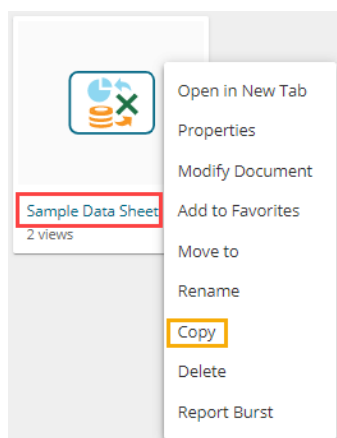 Sample Data Sheet
2 views
Open in New Tab
Properties
Modify Document
Add to Favorites
Move to
Rename
Copy
Delete
Report Burst